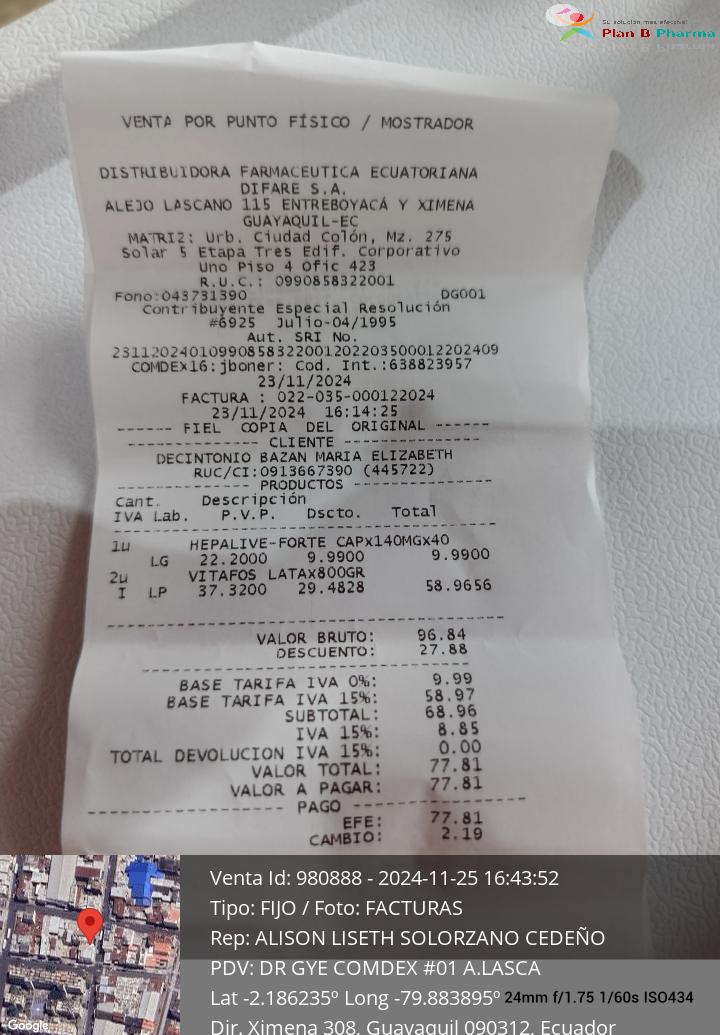 Su solución, mas efectiva!
Plan B Pharma
VENTA POR PUNTO FÍSICO / MOSTRADOR
DISTRIBUIDORA FARMACEUTICA ECUATORIANA
DIFARE S.A.
ALEJO LASCANO 115 ENTREBOYACÁ Y XIMENA
GUAYAQUIL-EC
MATRIZ: Urb. Ciudad Colón, Mz. 275
Solar 5 Etapa Tres Edif. Corporativo
Uno Piso 4 Ofic 423
R.U.C.: 0990858322001
Fono:043731390 DG001
Contribuyente Especial Resolución
#6925 Julio-04/1995
Aut. SRI No.
2311202401099085832200120220350001220​2409
COMDEX16:jboner: Cod. Int.:638823957
23/11/2024
FACTURA : 022-035-000122024
23/11/2024 16:14:25
------ FIEL COPIA DEL ORIGINAL ------
-------------- CLIENTE --------------
DECINTONIO BAZAN MARIA ELIZABETH
RUC/CI:0913667390 (445722)
------------- PRODUCTOS -------------
Cant. Descripción
IVA Lab. P.V.P. Dscto. Total
1u HEPALIVE-FORTE CAPx140MGx40
LG 22.2000 9.9900 9.9900
2u VITAFOS LATAx800GR
I LP 37.3200 29.4828 58.9656
VALOR BRUTO: 96.84
DESCUENTO: 27.88
BASE TARIFA IVA 0%: 9.99
BASE TARIFA IVA 15%: 58.97
SUBTOTAL: 68.96
IVA 15%: 8.85
TOTAL DEVOLUCION IVA 15%: 0.00
VALOR TOTAL: 77.81
VALOR A PAGAR: 77.81
---------------- PAGO ----------------
EFE: 77.81
CAMBIO: 2.19
Venta Id: 980888 - 2024-11-25 16:43:52
Tipo: FIJO / Foto: FACTURAS
Rep: ALISON LISETH SOLORZANO CEDEÑO
PDV: DR GYE COMDEX #01 A.LASCA
Lat -2.186235º Long -79.883895º 24mm f/1.75 1/60s ISO434
Dir. Ximena 308, Guayaquil 090312, Ecuador
Google